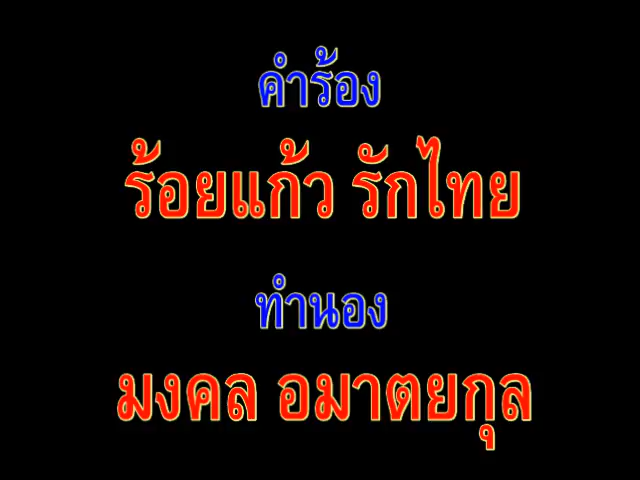 คำร้อง
ร้อยแก้ว รักไทย
ทำนอง
มงคล อมาตยกุล